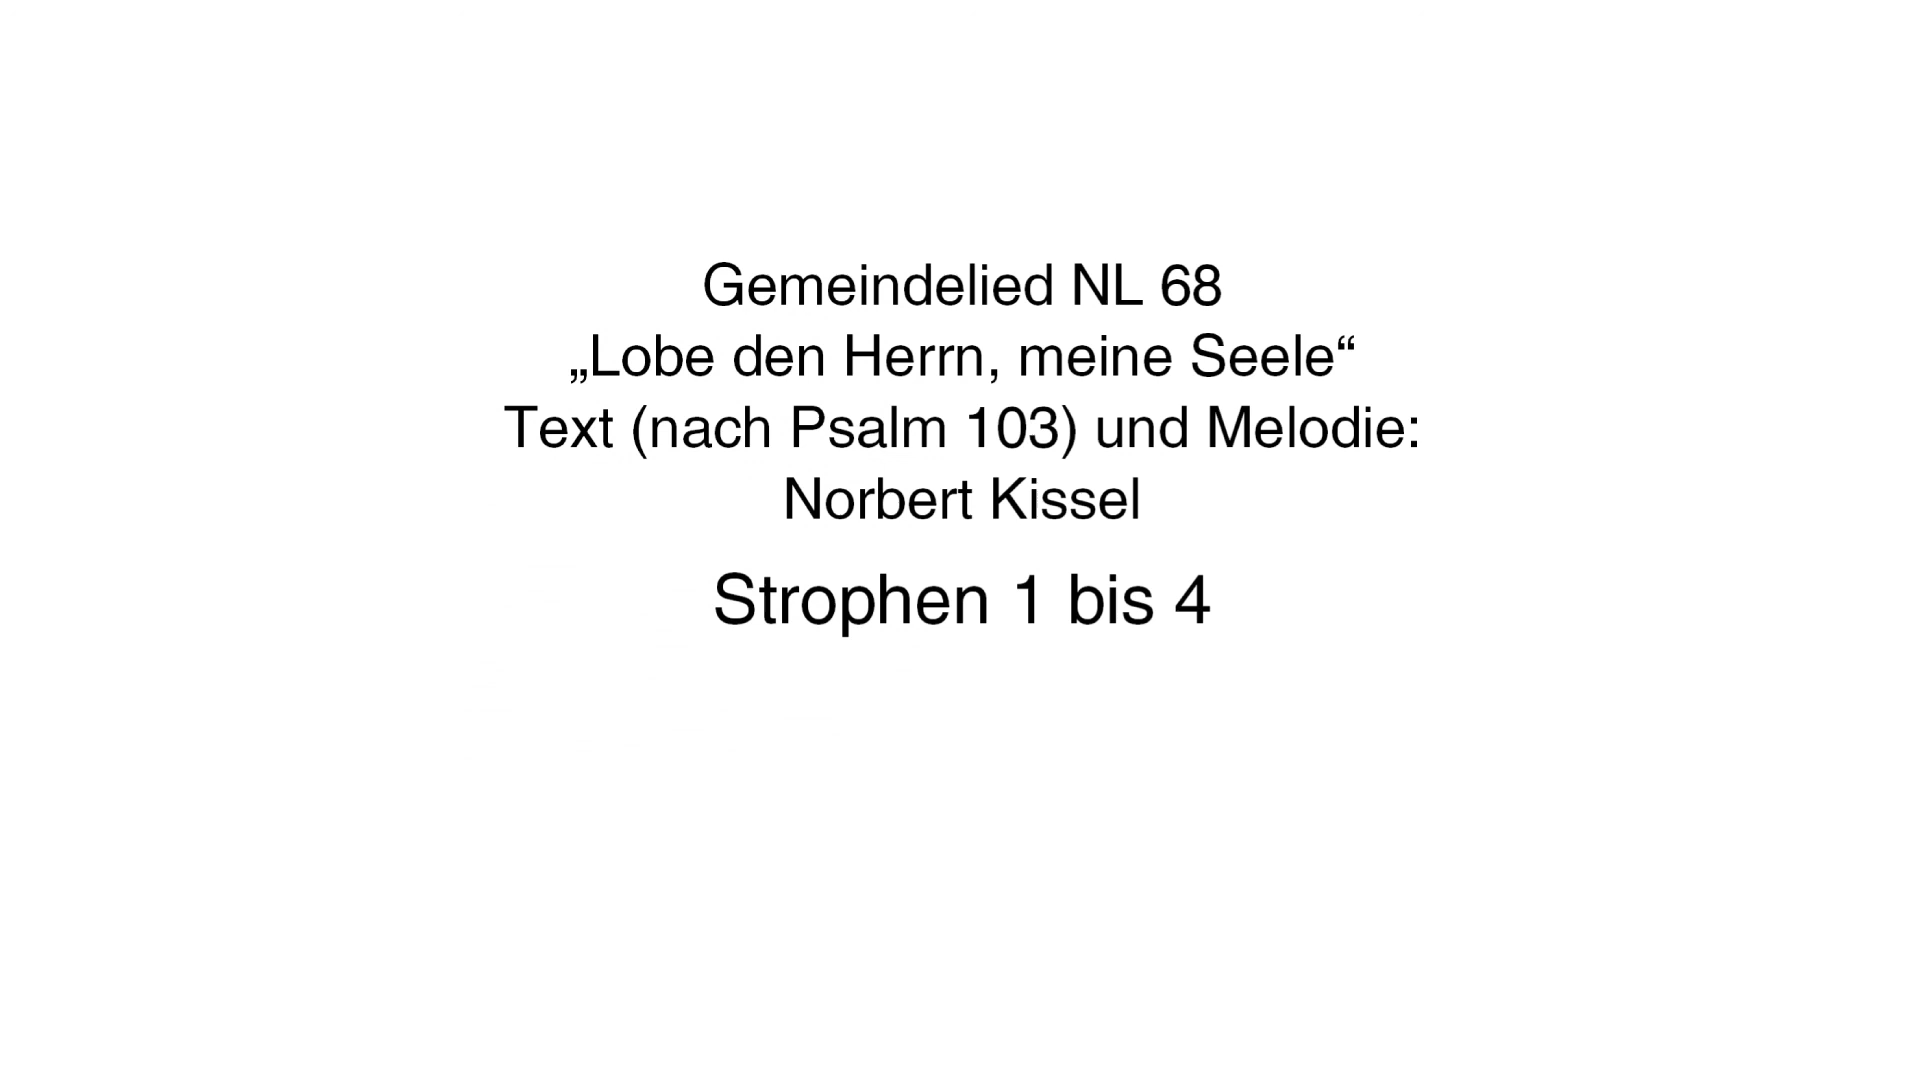 Gemeindelied NL 68
„Lobe den Herrn, meine Seele“
Text (nach Psalm 103) und Melodie:
Norbert Kissel
Strophen 1 bis 4